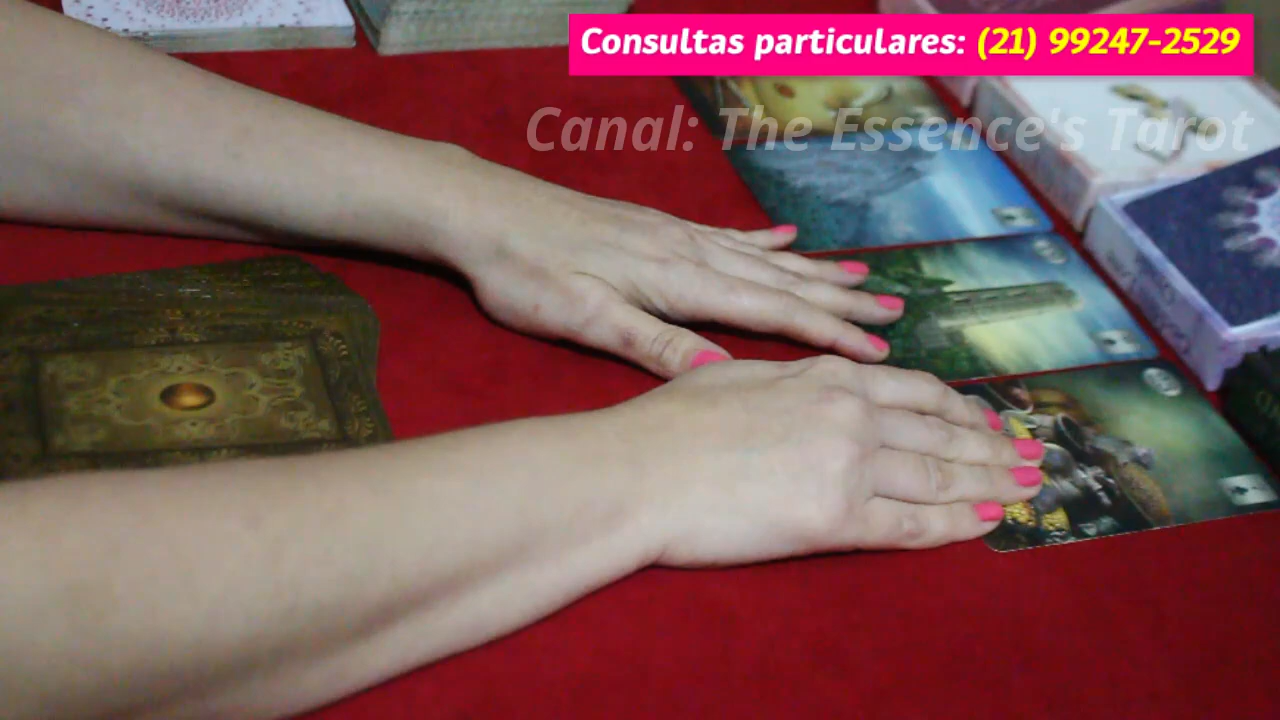 Consultas particulares: (21) 99247-2529
Canal: The Essence's Tarot